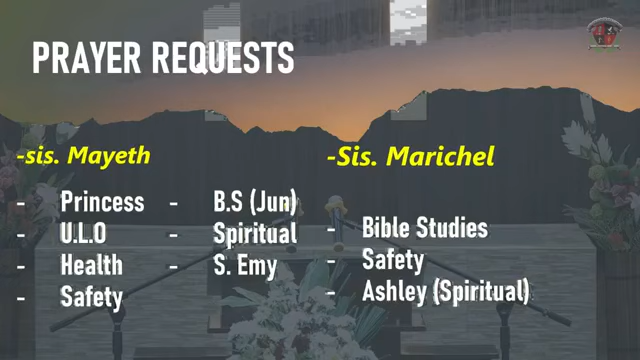 PRAYER REQUESTS
-sis. Mayeth
- Princess
- U.L.O
- Health
- Safety
- B.S (Jun)
- Spiritual
- S. Emy
-Sis. Marichel
- Bible Studies
- Safety
- Ashley (Spiritual)